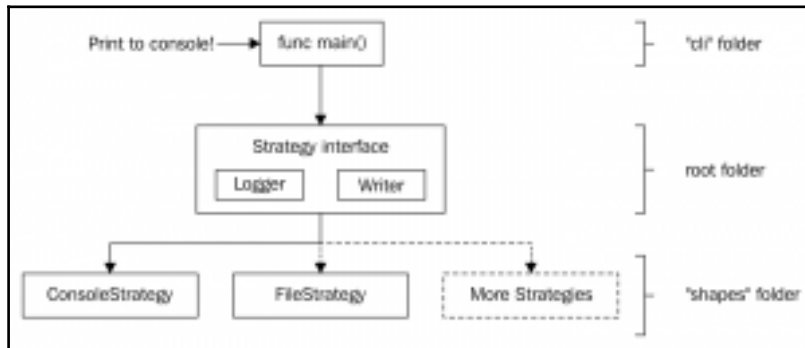 Print to console!
func main()
"cli" folder
Strategy interface
Logger
Writer
root folder
ConsoleStrategy
FileStrategy
More Strategies
"shapes" folder